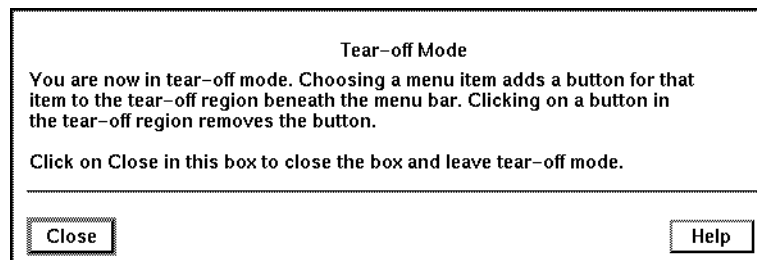 Tear-off Mode
You are now in tear-off mode. Choosing a menu item adds a button for that
item to the tear-off region beneath the menu bar. Clicking on a button in
the tear-off region removes the button.
Click on Close in this box to close the box and leave tear-off mode.
Close
Help